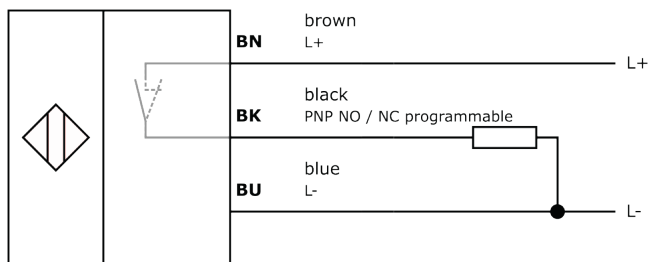 brown
BN L+
L+
black
BK PNP NO / NC programmable
blue
BU L-
L-